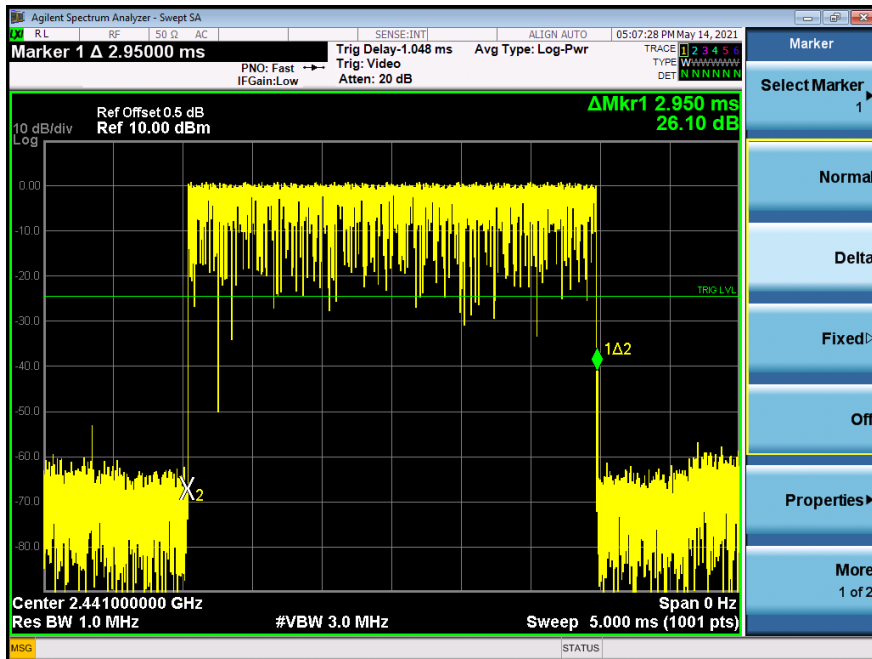 Agilent Spectrum Analyzer - Swept SA
LXI RL RF 50 Ω AC SENSE:INT ALIGN AUTO 05:07:28 PM May 14, 2021
Marker 1 Δ 2.95000 ms
PNO: Fast
IFGain:Low
Trig Delay-1.048 ms
Trig: Video
Atten: 20 dB
Avg Type: Log-Pwr
TRACE 1 2 3 4 5 6
TYPE WWWWWWW
DET N N N N N N
ΔMkr1 2.950 ms
26.10 dB
Ref Offset 0.5 dB
10 dB/div Ref 10.00 dBm
Log
0.00
-10.0
-20.0
TRIG LVL
-30.0
1Δ2
-40.0
-50.0
-60.0
2
-70.0
-80.0
Center 2.441000000 GHz Span 0 Hz
Res BW 1.0 MHz #VBW 3.0 MHz Sweep 5.000 ms (1001 pts)
MSG STATUS
Marker
Select Marker
1
Normal
Delta
Fixed
Off
Properties
More
1 of 2